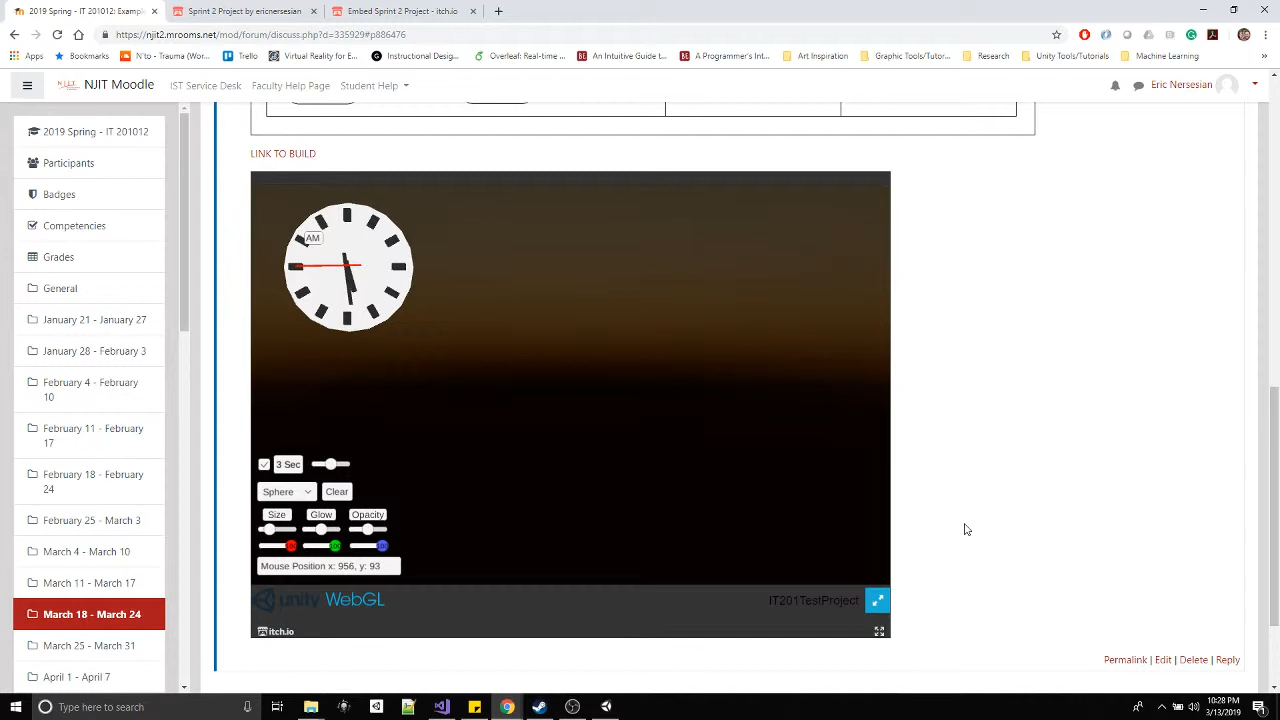 2019 Spring - IT 201012: Example
Sprint 2 Project by ericnersesian
Embed Sprint 2 Project - itch.io
https://njit2.mrooms.net/mod/forum/discuss.php?d=335929#p886476
Apps
Bookmarks
N'to - Trauma (Wor...
Trello
Virtual Reality for E...
Instructional Desig...
Overleaf: Real-time...
An Intuitive Guide t...
A Programmer's Int...
Art Inspiration
Research
Unity Tools/Tutorials
Machine Learning
NJIT Moodle
IST Service Desk
Faculty Help Page
Student Help
Eric Nersesian
2019 Spring - IT 201012
Participants
Badges
Competencies
Grades
General
January 21 - January 27
January 28 - February 3
February 4 - February
10
February 11 - February
17
February 18 - February
24
February 25 - March 3
March 4 - March 10
March 11 - March 17
March 18 - March 24
March 25 - March 31
April 1 - April 7
LINK TO BUILD
AM
3 Sec
Sphere
Clear
Size
Glow
Opacity
Mouse Position x: 956, y: 93
unity WebGL
IT201TestProject
itch.io
Permalink | Edit | Delete | Reply
Type here to search
10:28 PM
3/13/2019